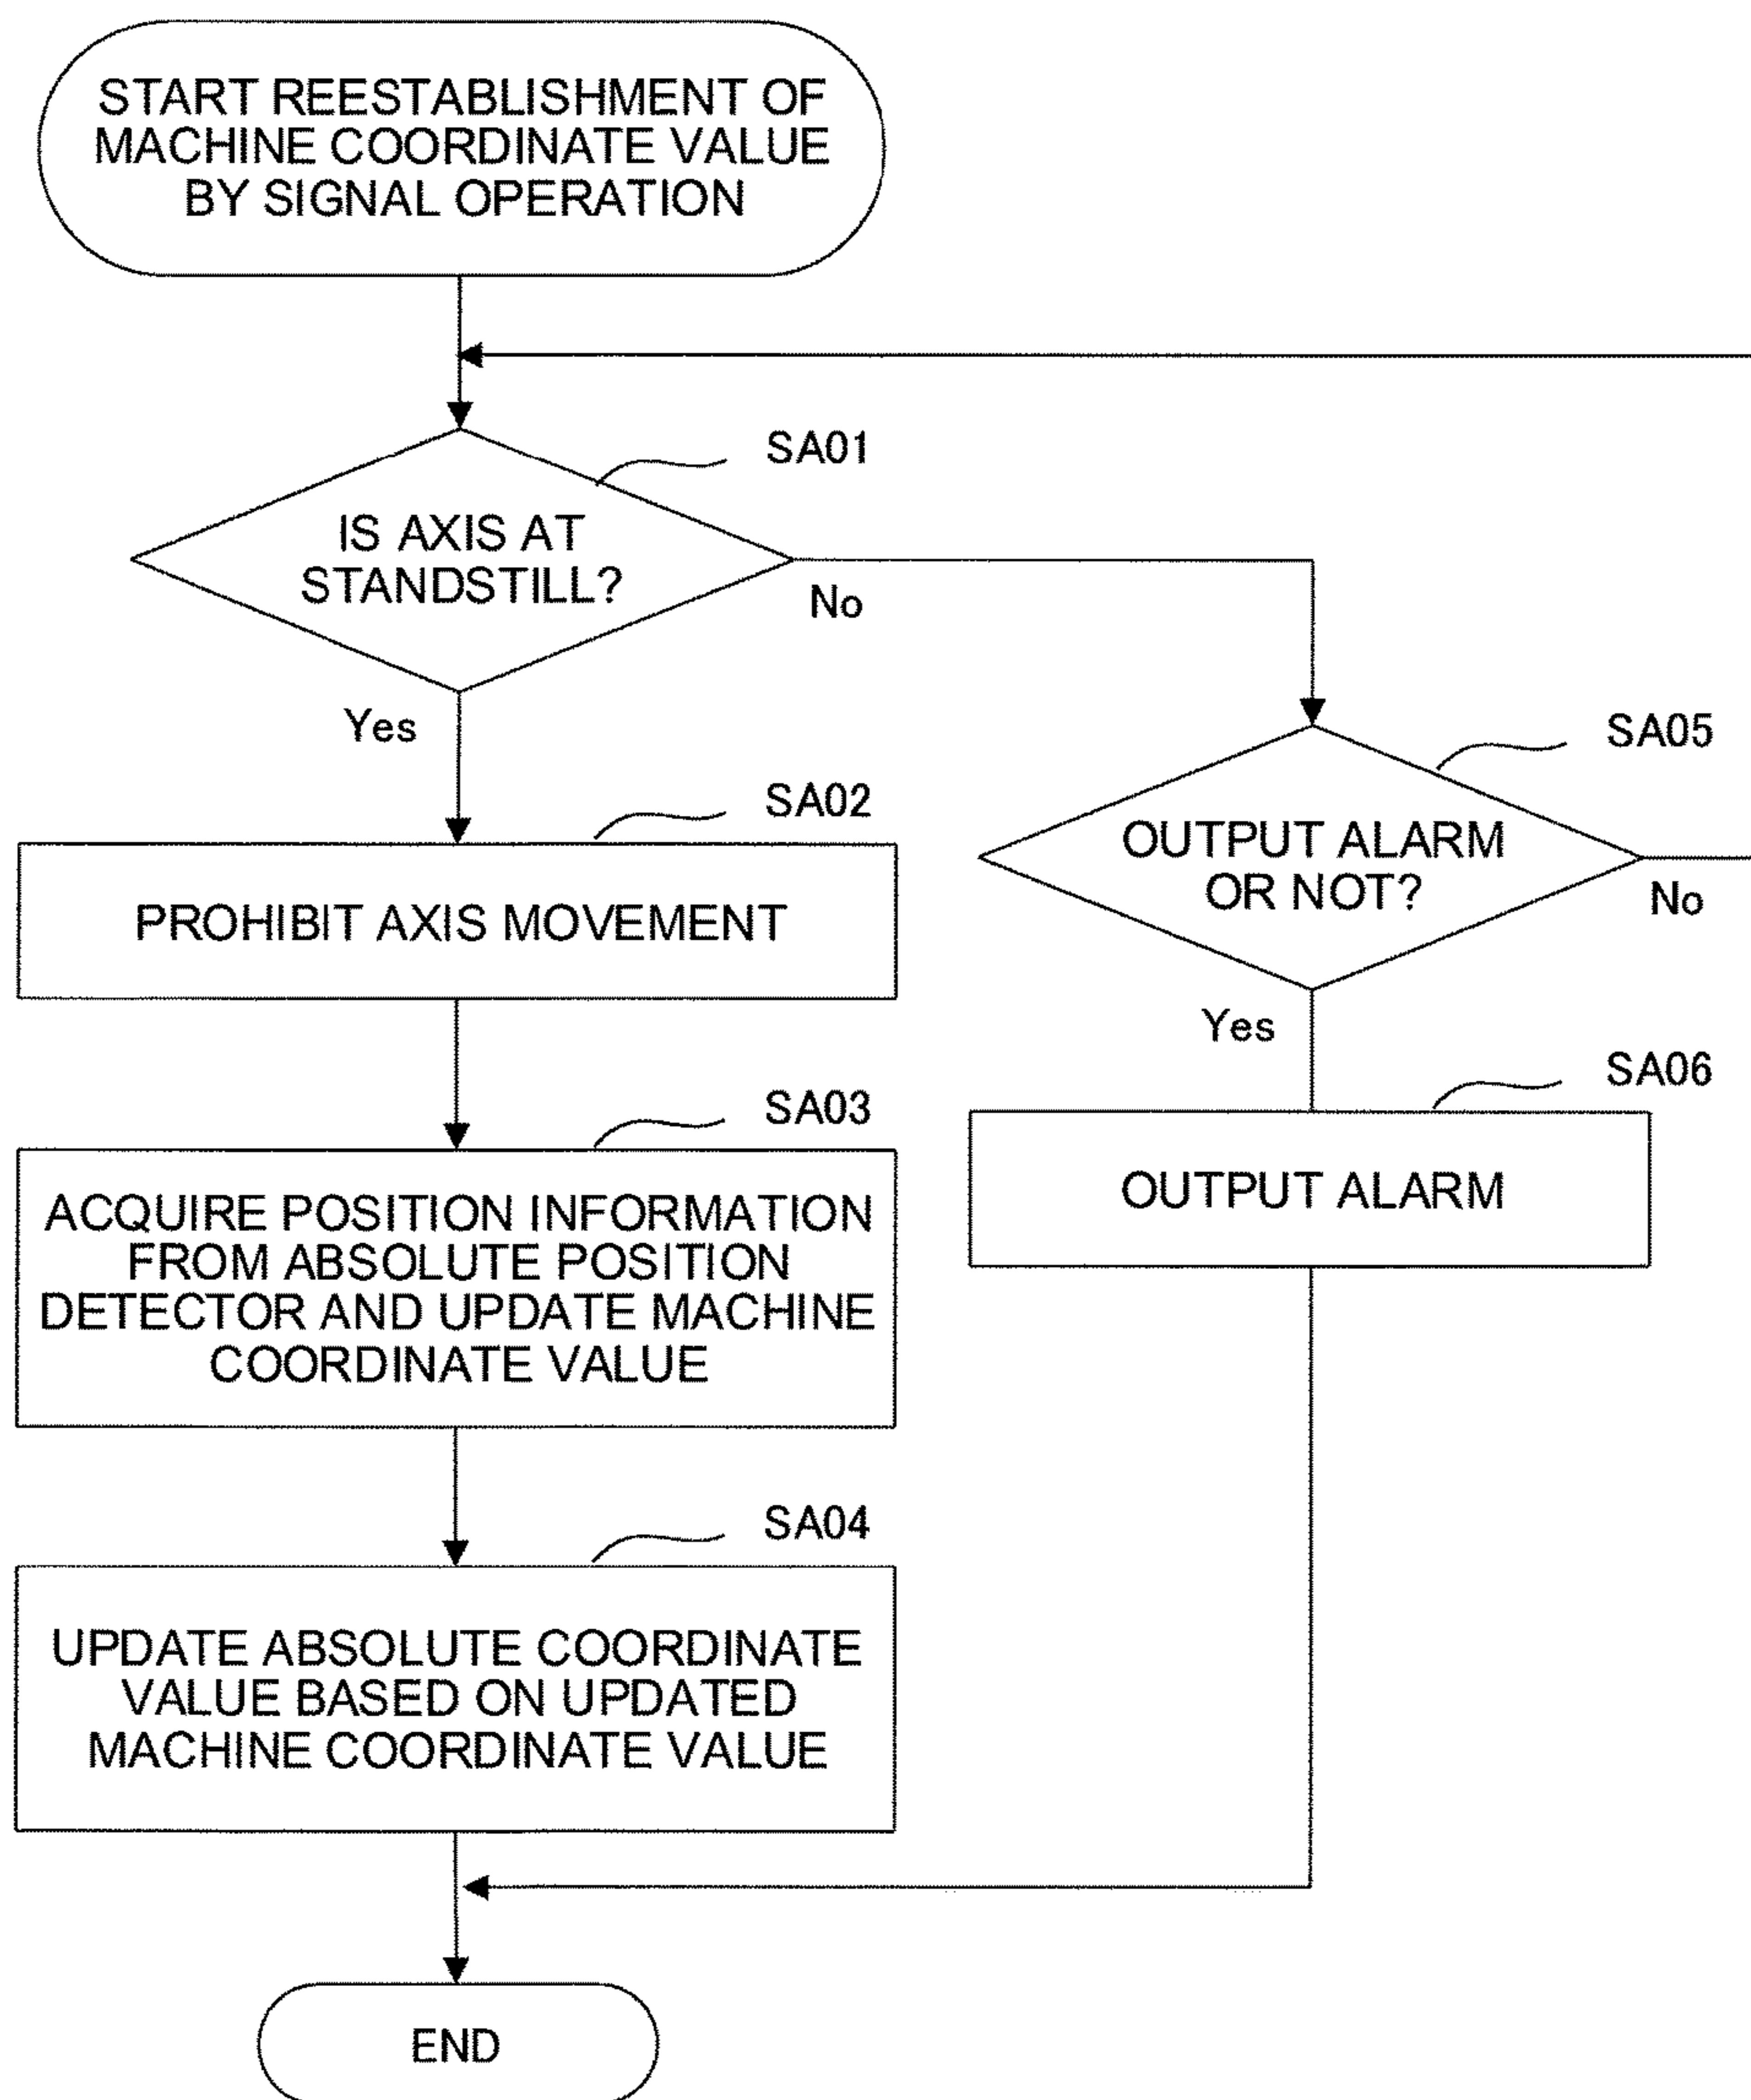 START REESTABLISHMENT OF
MACHINE COORDINATE VALUE
BY SIGNAL OPERATION
SA01
IS AXIS AT
STANDSTILL?
No
Yes
SA02
PROHIBIT AXIS MOVEMENT
SA03
ACQUIRE POSITION INFORMATION
FROM ABSOLUTE POSITION
DETECTOR AND UPDATE MACHINE
COORDINATE VALUE
SA04
UPDATE ABSOLUTE COORDINATE
VALUE BASED ON UPDATED
MACHINE COORDINATE VALUE
SA05
OUTPUT ALARM
OR NOT?
No
Yes
SA06
OUTPUT ALARM
END